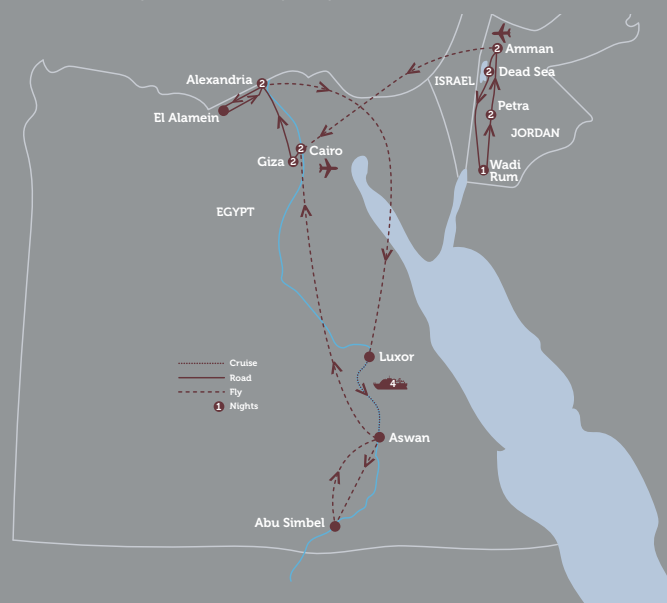 2 Amman
Alexandria 2
ISRAEL
2 Dead Sea
El Alamein
Petra
2
JORDAN
2 Cairo
Giza 2
Wadi
1
Rum
EGYPT
Luxor
Cruise
Road
4
Fly
1 Nights
Aswan
Abu Simbel